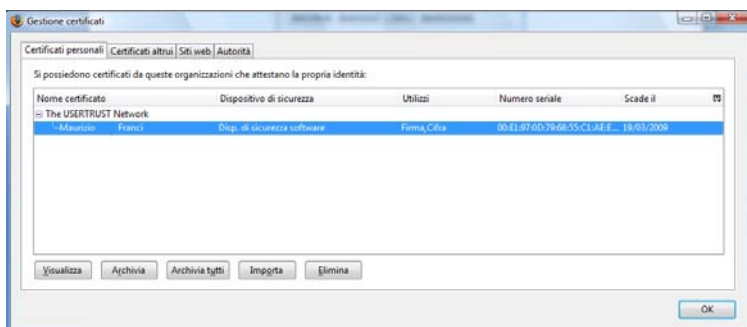 Gestione certificati
Certificati personali Certificati altrui Siti web Autorità
Si possiedono certificati da queste organizzazioni che attestano la propria identità:
Nome certificato Dispositivo di sicurezza Utilizzi Numero seriale Scade il
The USERTRUST Network
Maurizio Franci Disp. di sicurezza software Firma,Cifra 00:E1:97:0D:79:68:55:C1:AE:E... 19/03/2009
Visualizza Archivia Archivia tutti Importa Elimina
OK